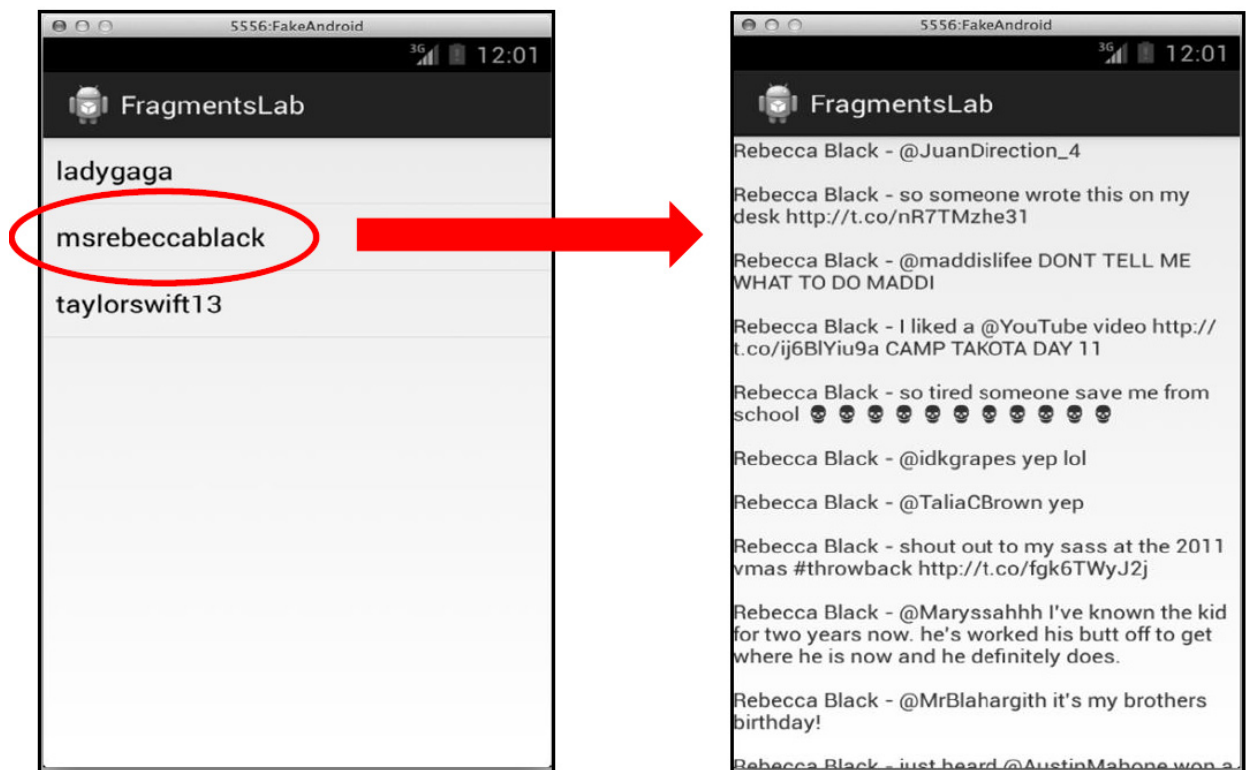 5556:FakeAndroid
3G 12:01
FragmentsLab
ladygaga
msrebeccablack
taylorswift13
5556:FakeAndroid
3G 12:01
FragmentsLab
Rebecca Black - @JuanDirection_4
Rebecca Black - so someone wrote this on my
desk http://t.co/nR7TMzhe31
Rebecca Black - @maddislifee DONT TELL ME
WHAT TO DO MADDI
Rebecca Black - I liked a @YouTube video http://
t.co/ij6BlYiu9a CAMP TAKOTA DAY 11
Rebecca Black - so tired someone save me from
school 💀 💀 💀 💀 💀 💀 💀 💀 💀 💀 💀
Rebecca Black - @idkgrapes yep lol
Rebecca Black - @TaliaCBrown yep
Rebecca Black - shout out to my sass at the 2011
vmas #throwback http://t.co/fgk6TWyJ2j
Rebecca Black - @Maryssahhh I've known the kid
for two years now. he's worked his butt off to get
where he is now and he definitely does.
Rebecca Black - @MrBlahargith it's my brothers
birthday!
Rebecca Black - just heard @AustinMahone won a